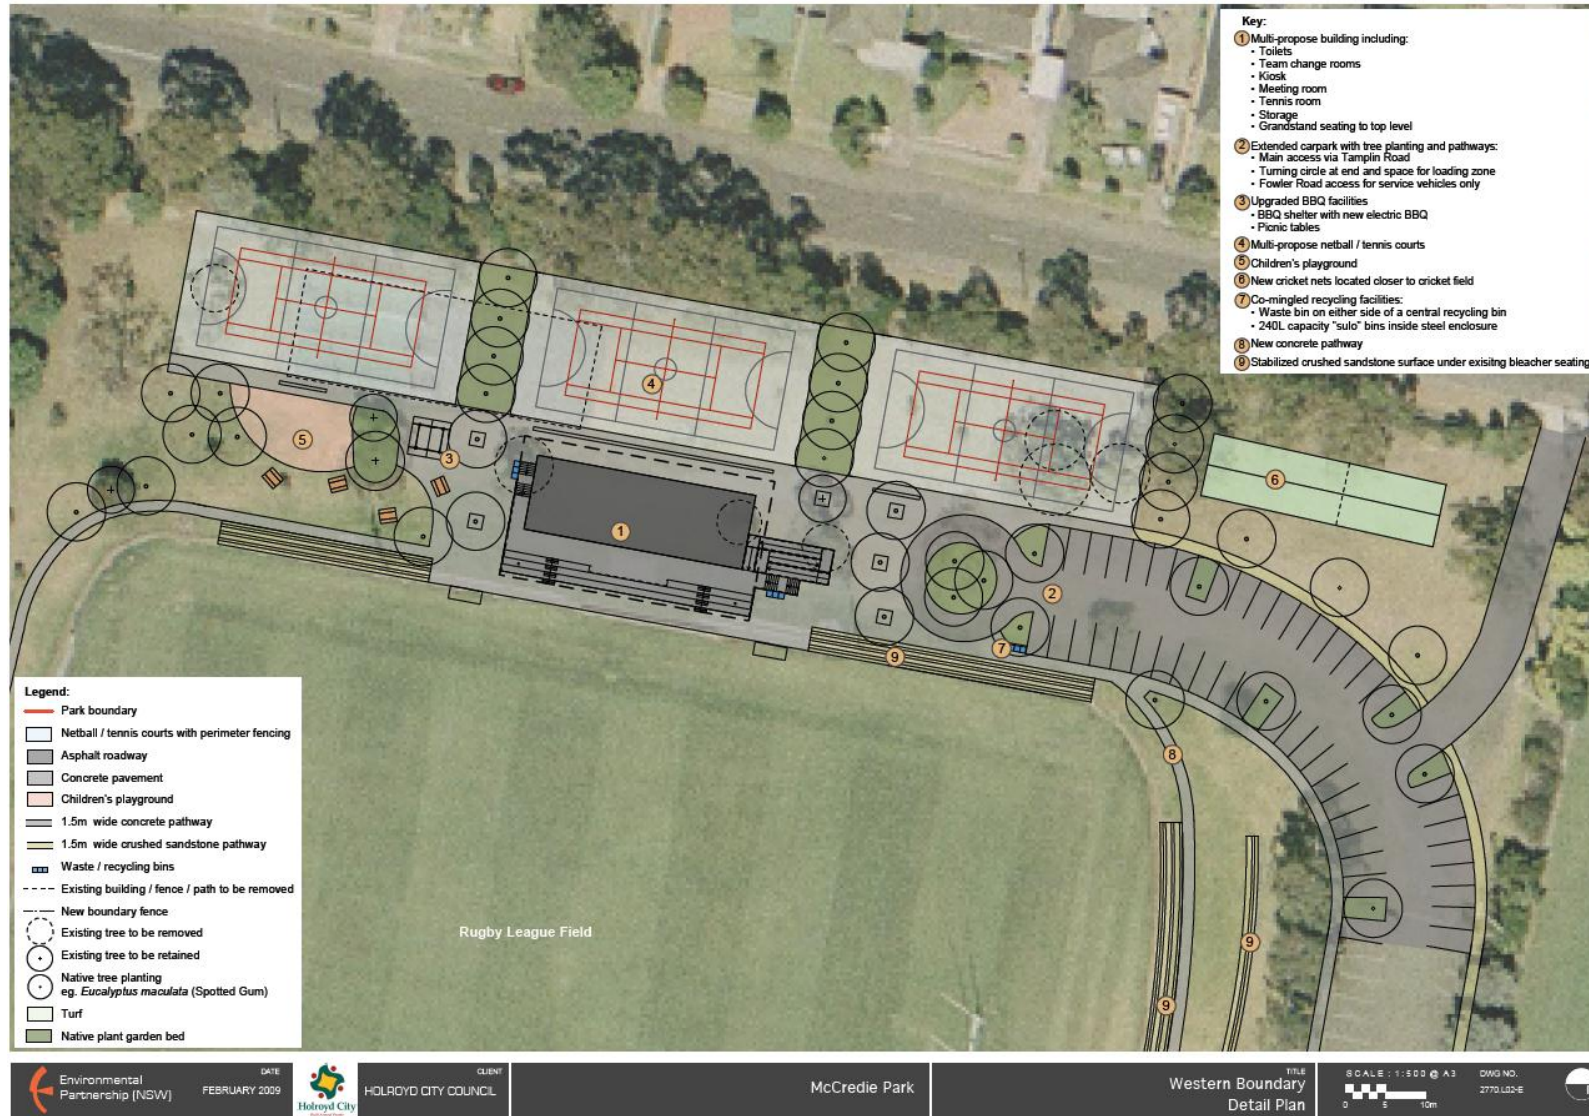 Key:
1 Multi-propose building including:
• Toilets
• Team change rooms
• Kiosk
• Meeting room
• Tennis room
• Storage
• Grandstand seating to top level
2 Extended carpark with tree planting and pathways:
• Main access via Tamplin Road
• Turning circle at end and space for loading zone
• Fowler Road access for service vehicles only
3 Upgraded BBQ facilities
• BBQ shelter with new electric BBQ
• Picnic tables
4 Multi-propose netball / tennis courts
5 Children's playground
6 New cricket nets located closer to cricket field
7 Co-mingled recycling facilities:
• Waste bin on either side of a central recycling bin
• 240L capacity "sulo" bins inside steel enclosure
8 New concrete pathway
9 Stabilized crushed sandstone surface under exisitng bleacher seating
4
5
3
6
1
2
7
9
8
9
9
Rugby League Field
Legend:
Park boundary
Netball / tennis courts with perimeter fencing
Asphalt roadway
Concrete pavement
Children's playground
1.5m wide concrete pathway
1.5m wide crushed sandstone pathway
Waste / recycling bins
Existing building / fence / path to be removed
New boundary fence
Existing tree to be removed
Existing tree to be retained
Native tree planting
eg. Eucalyptus maculata (Spotted Gum)
Turf
Native plant garden bed
Environmental
Partnership (NSW)
DATE
FEBRUARY 2009
Holroyd City
CLIENT
HOLROYD CITY COUNCIL
McCredie Park
TITLE
Western Boundary
Detail Plan
SCALE : 1:500 @ A3
0 5 10m
DWG NO.
2770.L02-E